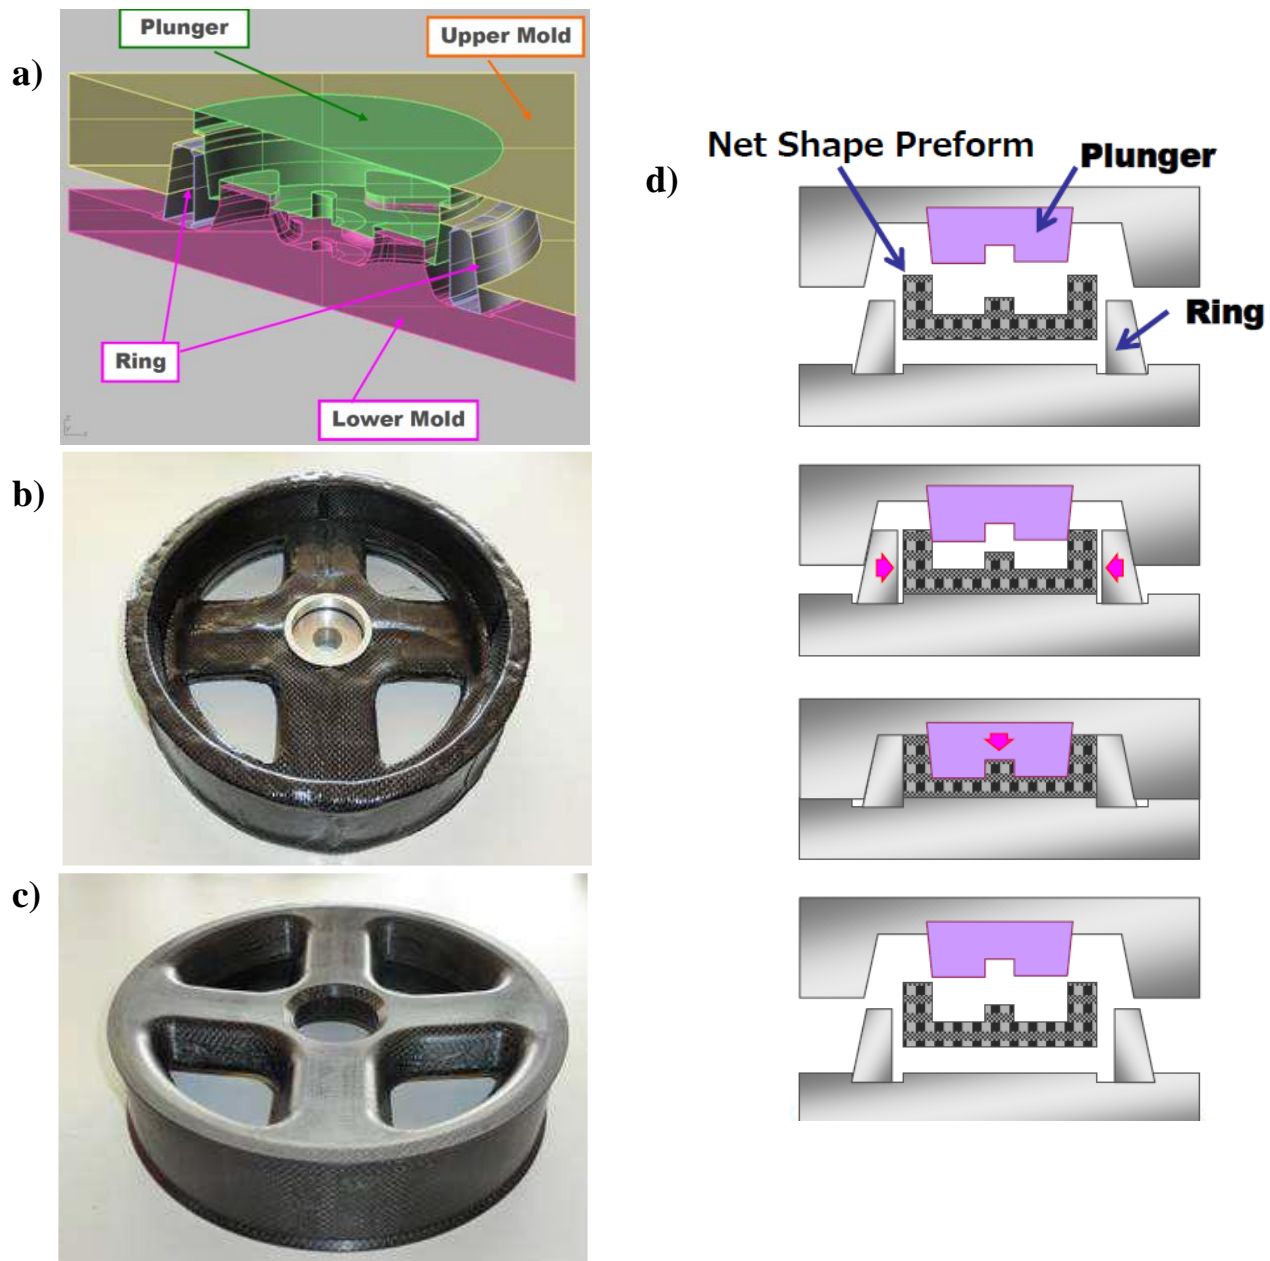 a)
Plunger
Upper Mold
Ring
Lower Mold
b)
c)
d)
Net Shape Preform
Plunger
Ring